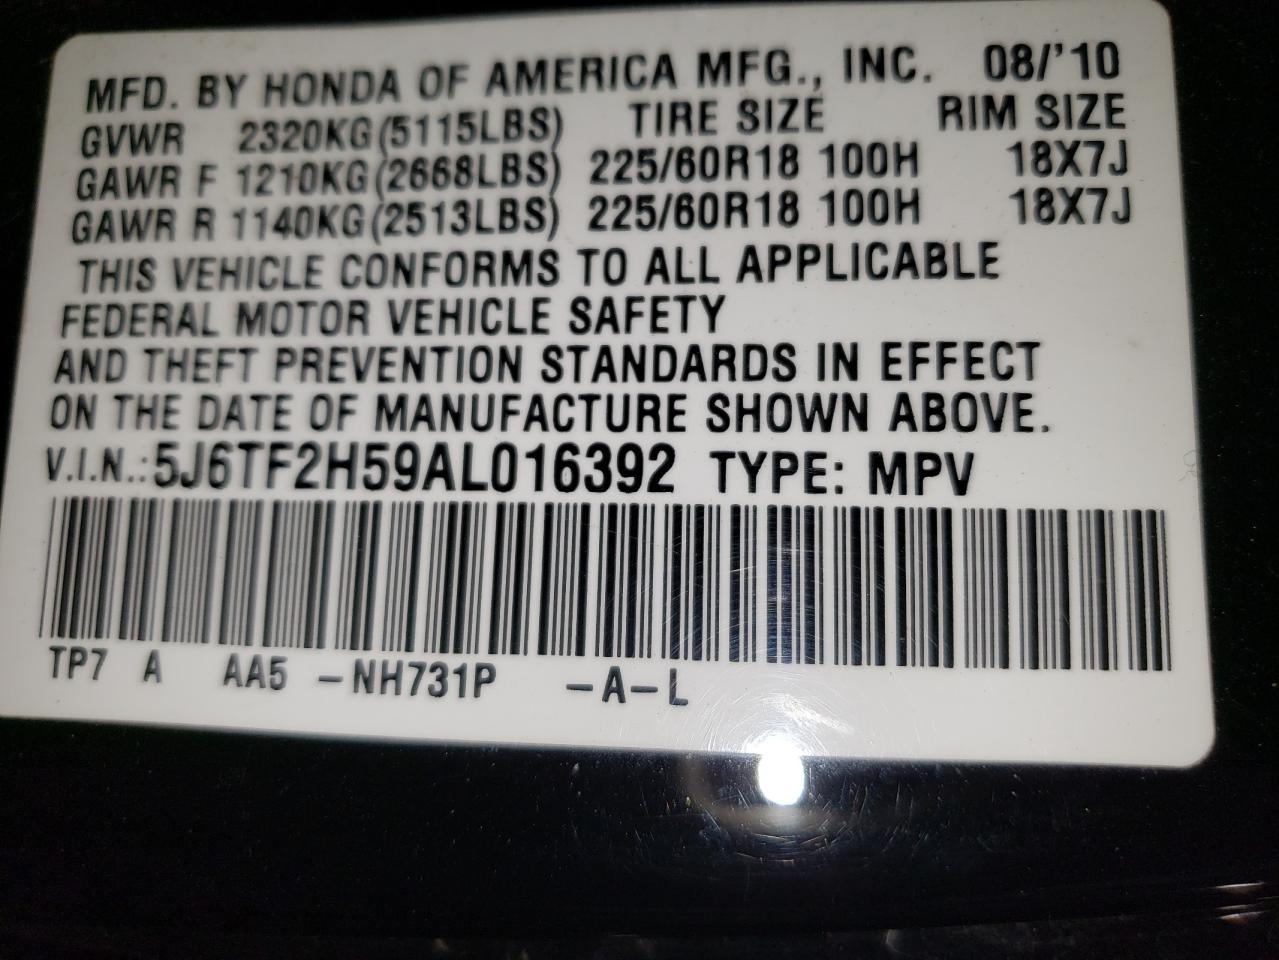 MFD. BY HONDA OF AMERICA MFG., INC. 08/'10
GVWR 2320KG(5115LBS) TIRE SIZE RIM SIZE
GAWR F 1210KG(2668LBS) 225/60R18 100H 18X7J
GAWR R 1140KG(2513LBS) 225/60R18 100H 18X7J
THIS VEHICLE CONFORMS TO ALL APPLICABLE
FEDERAL MOTOR VEHICLE SAFETY
AND THEFT PREVENTION STANDARDS IN EFFECT
ON THE DATE OF MANUFACTURE SHOWN ABOVE.
V.I.N.:5J6TF2H59AL016392 TYPE: MPV
TP7 A AA5 -NH731P -A-L